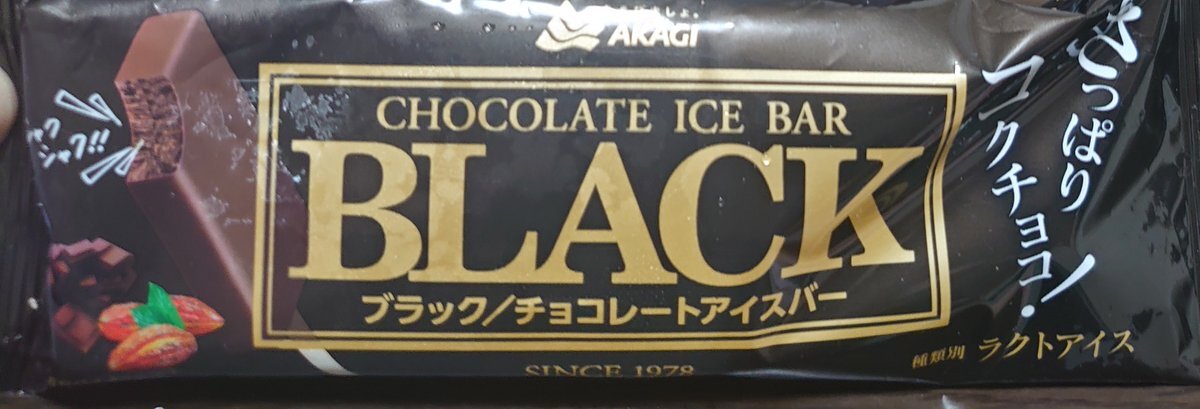 AKAGI
さっぱり
コクチョコ!
シャク
シャク!!
CHOCOLATE ICE BAR
BLACK
ブラック/チョコレートアイスバー
種類別 ラクトアイス
SINCE 1978